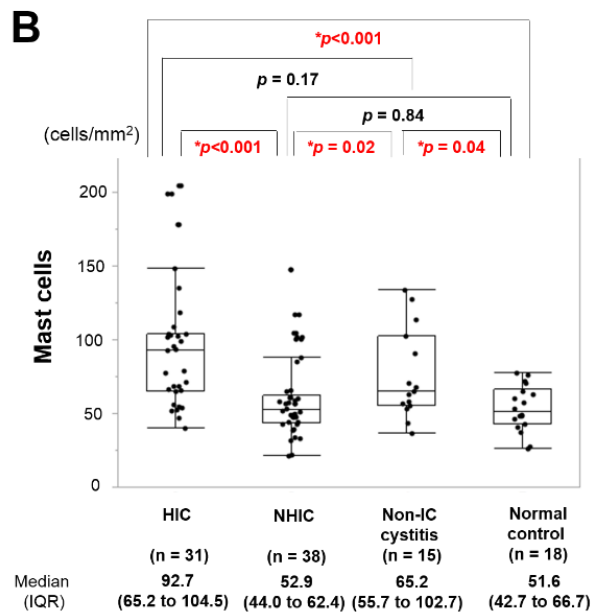 B
*p<0.001
p = 0.17
p = 0.84
(cells/mm²)
*p<0.001 *p = 0.02 *p = 0.04
Mast cells
200
150
100
50
0
HIC NHIC Non-IC cystitis Normal control
(n = 31) (n = 38) (n = 15) (n = 18)
Median 92.7 52.9 65.2 51.6
(IQR) (65.2 to 104.5) (44.0 to 62.4) (55.7 to 102.7) (42.7 to 66.7)